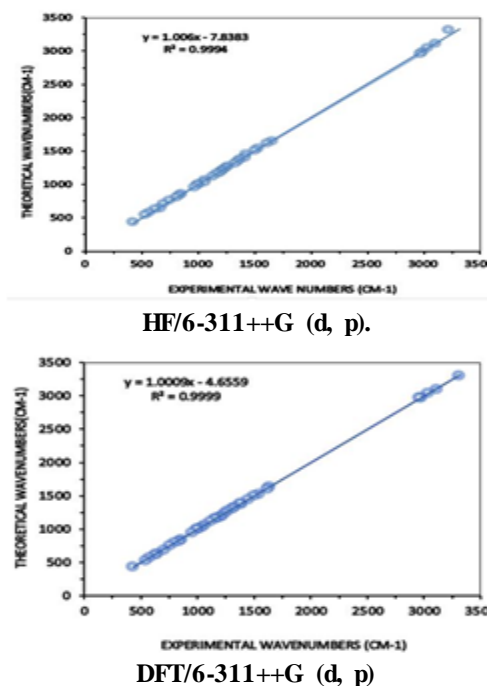 3500
y = 1.006x - 7.8383
R² = 0.9994
3000
2500
2000
1500
1000
500
0
THEORETICAL WAVENUMBERS(CM-1)
0 500 1000 1500 2000 2500 3000 3500
EXPERIMENTAL WAVE NUMBERS (CM-1)
HF/6-311++G (d, p).
3500
y = 1.0009x - 4.6559
R² = 0.9999
3000
2500
2000
1500
1000
500
0
THEORETICAL WAVENUMBERS(CM-1)
0 500 1000 1500 2000 2500 3000 3500
EXPERIMENTAL WAVENUMBERS (CM-1)
DFT/6-311++G (d, p)